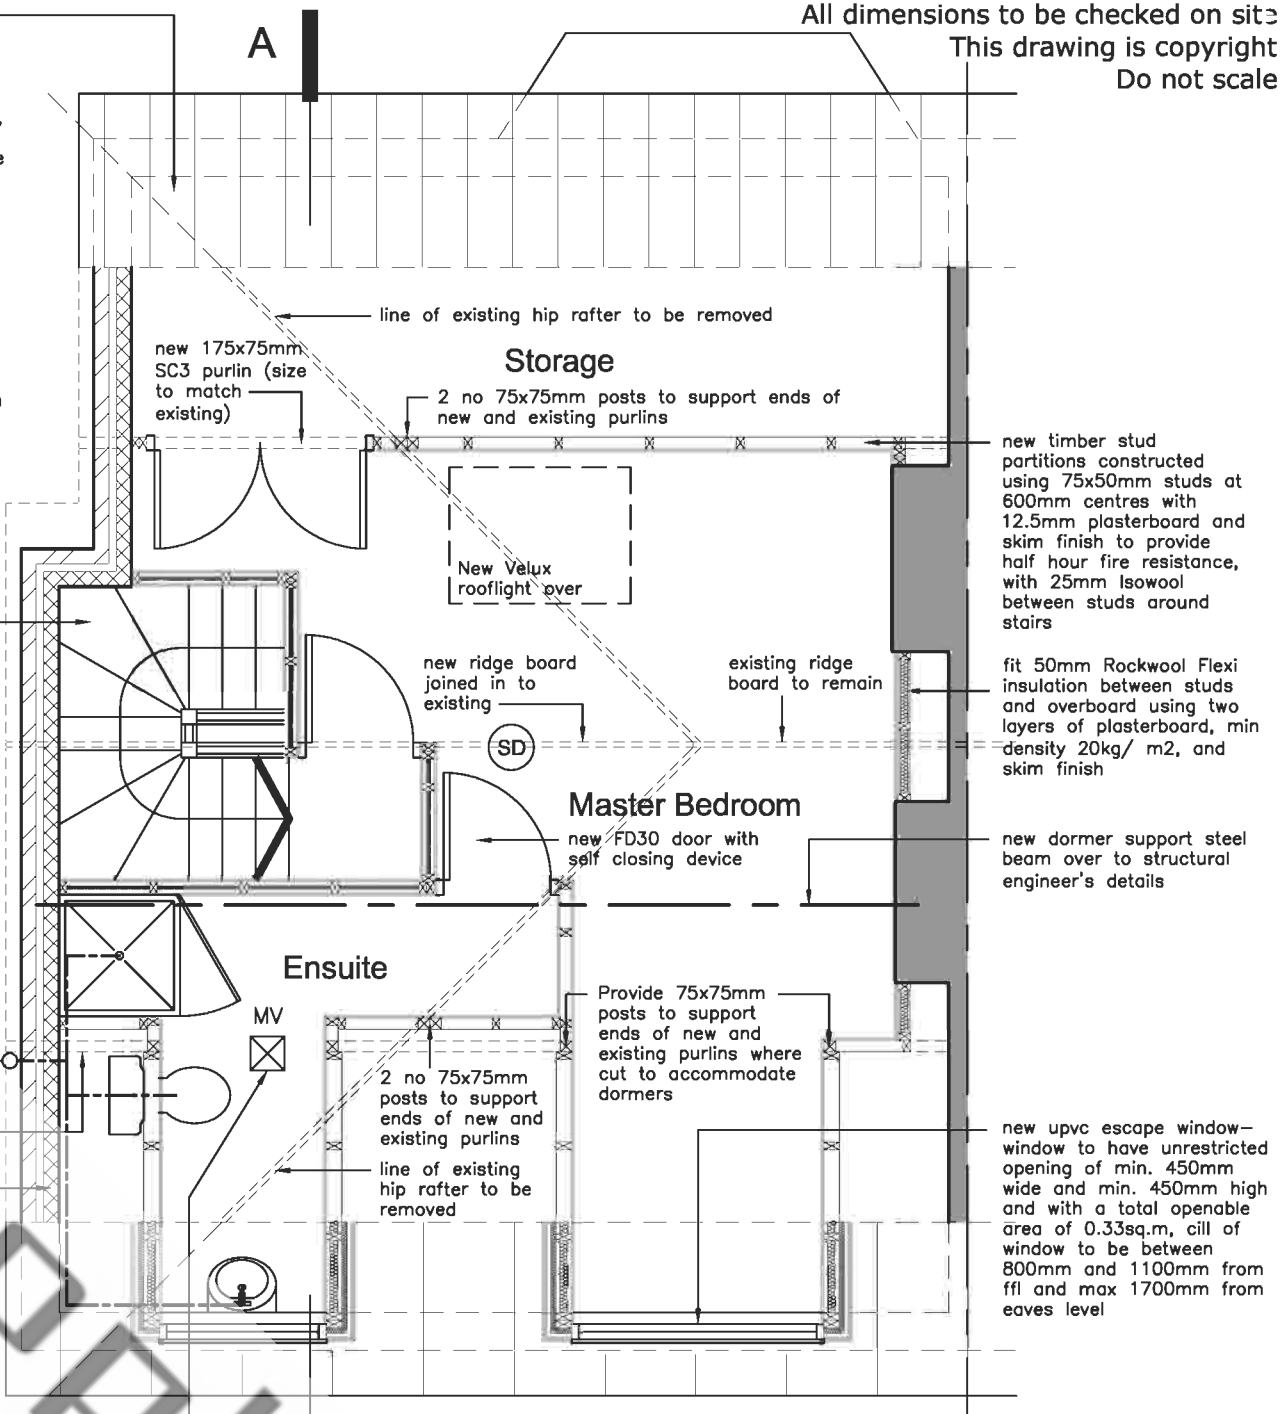 All dimensions to be checked on site
This drawing is copyright
Do not scale
A
line of existing hip rafter to be removed
new 175x75mm
SC3 purlin (size
to match
existing)
Storage
2 no 75x75mm posts to support ends of
new and existing purlins
new timber stud
partitions constructed
using 75x50mm studs at
600mm centres with
12.5mm plasterboard and
skim finish to provide
half hour fire resistance,
with 25mm Isowool
between studs around
stairs
New Velux
rooflight over
new ridge board
joined in to
existing
existing ridge
board to remain
fit 50mm Rockwool Flexi
insulation between studs
and overboard using two
layers of plasterboard, min
density 20kg/ m2, and
skim finish
SD
Master Bedroom
new FD30 door with
self closing device
new dormer support steel
beam over to structural
engineer's details
Ensuite
MV
Provide 75x75mm
posts to support
ends of new and
existing purlins where
cut to accommodate
dormers
2 no 75x75mm
posts to support
ends of new and
existing purlins
line of existing
hip rafter to be
removed
new upvc escape window–
window to have unrestricted
opening of min. 450mm
wide and min. 450mm high
and with a total openable
area of 0.33sq.m, cill of
window to be between
800mm and 1100mm from
ffl and max 1700mm from
eaves level